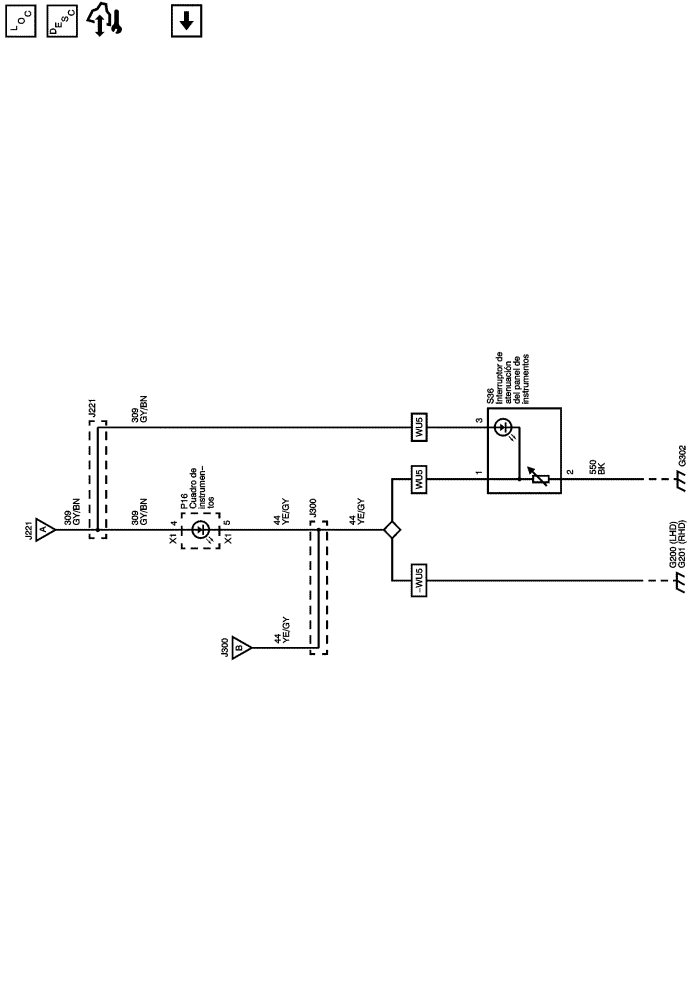 LOC
DESC
S36
Interruptor de
atenuación
del panel de
instrumentos
J221
309
GY/BN
WU5
3
1
WU5
2
550
BK
G302
J221
A
309
GY/BN
309
GY/BN
X1
4
P16
Cuadro de
instrumen–
tos
5
X1
44
YE/GY
J300
44
YE/GY
–WU5
G200 (LHD)
G201 (RHD)
J300
B
44
YE/GY